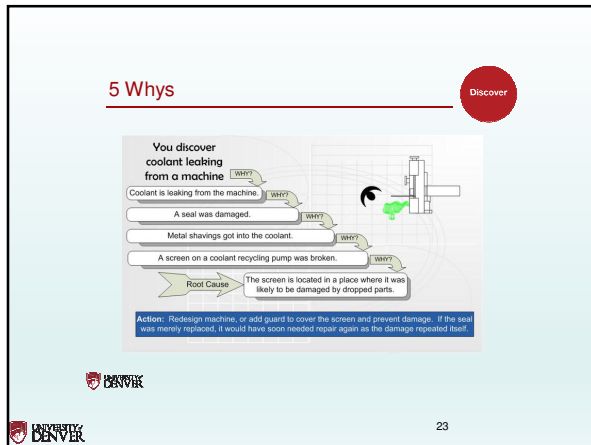 5 Whys
Discover
You discover
coolant leaking
from a machine
WHY?
Coolant is leaking from the machine.
WHY?
A seal was damaged.
WHY?
Metal shavings got into the coolant.
WHY?
A screen on a coolant recycling pump was broken.
WHY?
Root Cause
The screen is located in a place where it was
likely to be damaged by dropped parts.
Action: Redesign machine, or add guard to cover the screen and prevent damage. If the seal
was merely replaced, it would have soon needed repair again as the damage repeated itself.
UNIVERSITY of
DENVER
UNIVERSITY of
DENVER
23